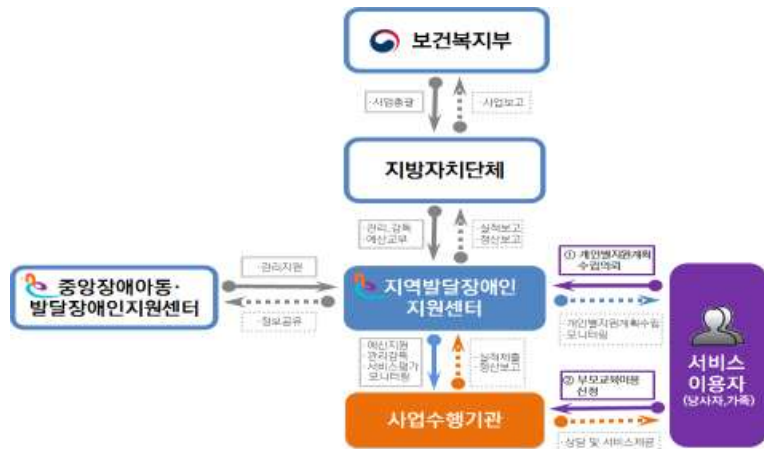 보건복지부
·사업총괄
·사업보고
지방자치단체
·관리,감독
·예산교부
·실적보고
·정산보고
① 개인별지원계획
수립의뢰
중앙장애아동·
발달장애인지원센터
·관리지원
·정보공유
지역발달장애인
지원센터
·개인별지원계획수립
·모니터링
서비스
이용자
(당사자,가족)
·예산지원
·관리감독
·서비스평가
·모니터링
·실적제출
·정산보고
② 부모교육이용
신청
사업수행기관
·상담 및 서비스제공